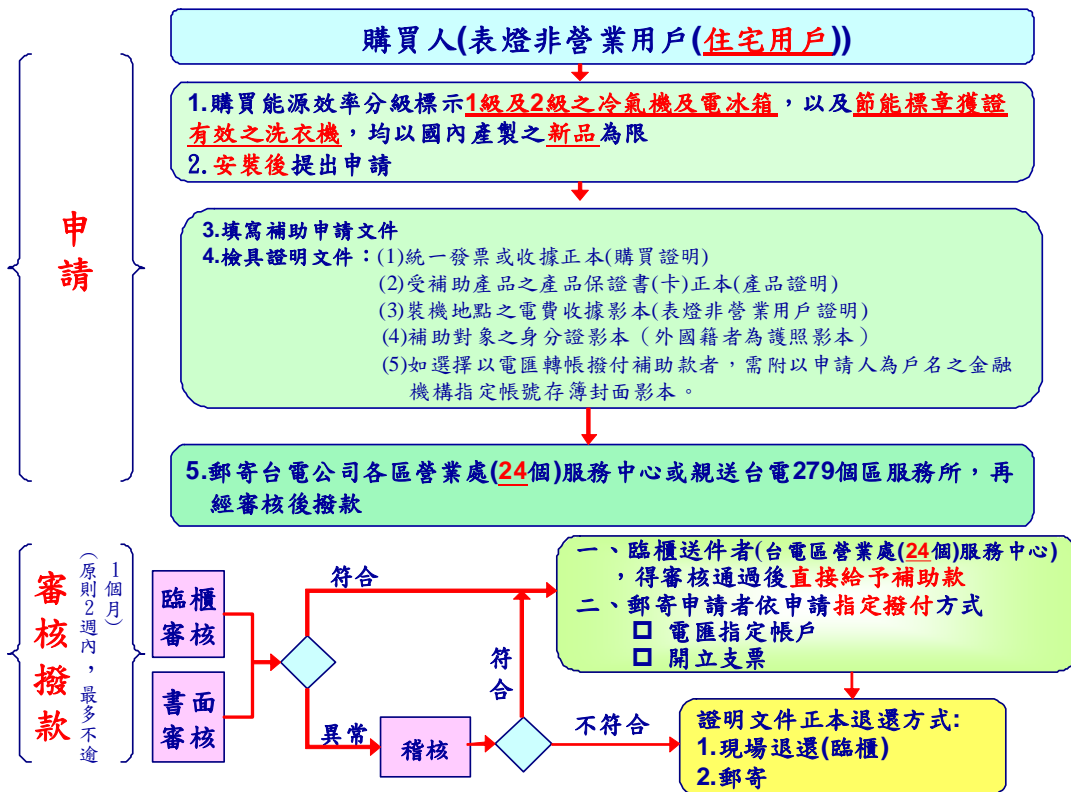 購買人(表燈非營業用戶(住宅用戶))
申請
1.購買能源效率分級標示1級及2級之冷氣機及電冰箱，以及節能標章獲證
有效之洗衣機，均以國內產製之新品為限
2.安裝後提出申請
3.填寫補助申請文件
4.檢具證明文件：(1)統一發票或收據正本(購買證明)
(2)受補助產品之產品保證書(卡)正本(產品證明)
(3)裝機地點之電費收據影本(表燈非營業用戶證明)
(4)補助對象之身分證影本（外國籍者為護照影本）
(5)如選擇以電匯轉帳撥付補助款者，需附以申請人為戶名之金融
機構指定帳號存簿封面影本。
5.郵寄台電公司各區營業處(24個)服務中心或親送台電279個區服務所，再
經審核後撥款
審核撥款
(原則2週內，最多不逾
1個月)
臨櫃
審核
書面
審核
符合
異常
稽核
符合
不符合
一、臨櫃送件者(台電區營業處(24個)服務中心)
，得審核通過後直接給予補助款
二、郵寄申請者依申請指定撥付方式
電匯指定帳戶
開立支票
證明文件正本退還方式:
1.現場退還(臨櫃)
2.郵寄